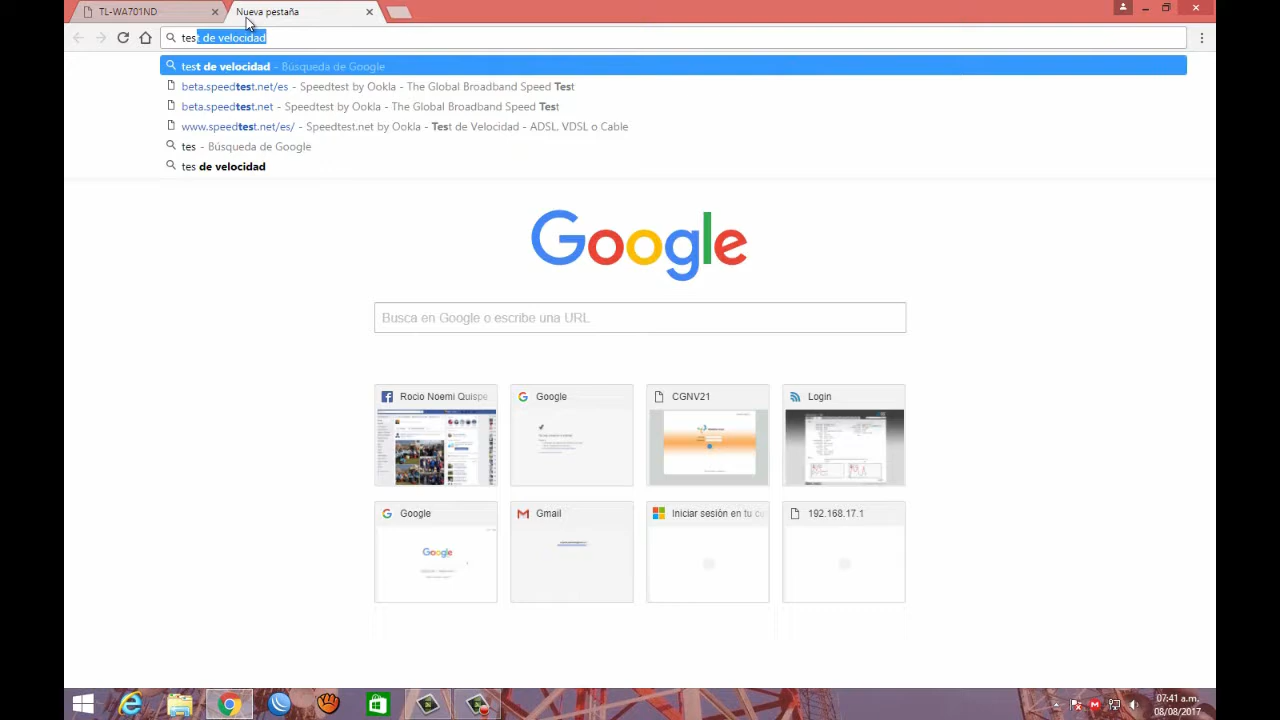 TL-WA701ND
Nueva pestaña
test de velocidad
test de velocidad - Búsqueda de Google
beta.speedtest.net/es - Speedtest by Ookla - The Global Broadband Speed Test
beta.speedtest.net - Speedtest by Ookla - The Global Broadband Speed Test
www.speedtest.net/es/ - Speedtest.net by Ookla - Test de Velocidad - ADSL, VDSL o Cable
tes - Búsqueda de Google
tes de velocidad
Google
Busca en Google o escribe una URL
Rocio Noemi Quispe
Google
CGNV21
Login
Google
Gmail
Iniciar sesión en tu cu
192.168.17.1
Google
07:41 a.m.
08/08/2017